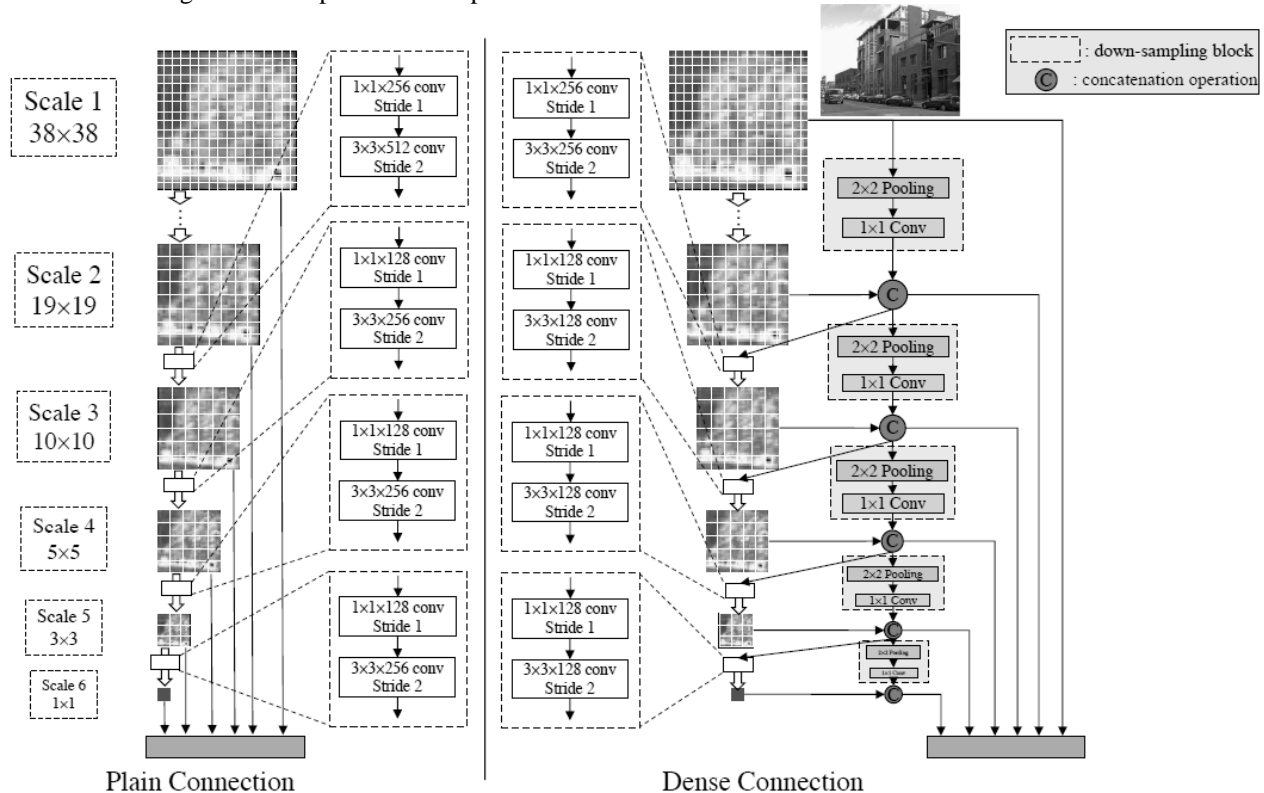 Scale 1
38×38
Scale 2
19×19
Scale 3
10×10
Scale 4
5×5
Scale 5
3×3
Scale 6
1×1
1×1×256 conv
Stride 1
3×3×512 conv
Stride 2
1×1×128 conv
Stride 1
3×3×256 conv
Stride 2
1×1×128 conv
Stride 1
3×3×256 conv
Stride 2
1×1×128 conv
Stride 1
3×3×256 conv
Stride 2
Plain Connection
1×1×256 conv
Stride 1
3×3×256 conv
Stride 2
1×1×128 conv
Stride 1
3×3×128 conv
Stride 2
1×1×128 conv
Stride 1
3×3×128 conv
Stride 2
1×1×128 conv
Stride 1
3×3×128 conv
Stride 2
2×2 Pooling
1×1 Conv
C
2×2 Pooling
1×1 Conv
C
2×2 Pooling
1×1 Conv
C
2×2 Pooling
1×1 Conv
C
2×2 Pooling
1×1 Conv
C
Dense Connection
: down-sampling block
C : concatenation operation